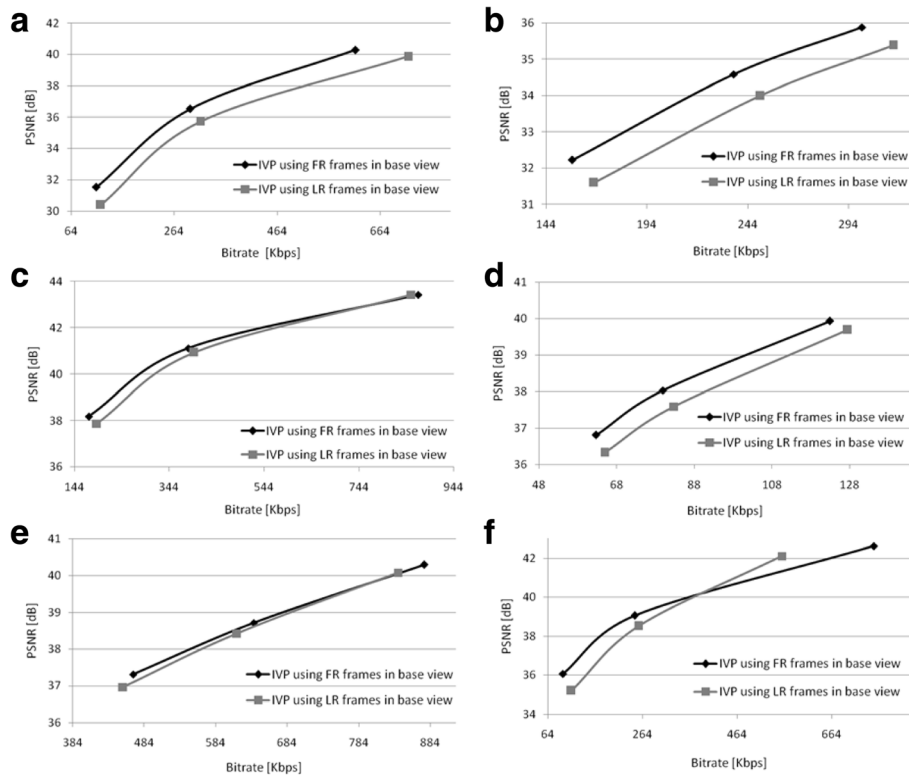 a
42
40
38
36
34
32
30
PSNR [dB]
IVP using FR frames in base view
IVP using LR frames in base view
64 264 464 664
Bitrate [Kbps]
b
36
35
34
33
32
31
PSNR [dB]
IVP using FR frames in base view
IVP using LR frames in base view
144 194 244 294
Bitrate [Kbps]
c
44
42
40
38
36
PSNR [dB]
IVP using FR frames in base view
IVP using LR frames in base view
144 344 544 744 944
Bitrate [Kbps]
d
41
40
39
38
37
36
PSNR [dB]
IVP using FR frames in base view
IVP using LR frames in base view
48 68 88 108 128
Bitrate [Kbps]
e
41
40
39
38
37
36
PSNR [dB]
IVP using FR frames in base view
IVP using LR frames in base view
384 484 584 684 784 884
Bitrate [Kbps]
f
42
40
38
36
34
PSNR [dB]
IVP using FR frames in base view
IVP using LR frames in base view
64 264 464 664
Bitrate [Kbps]